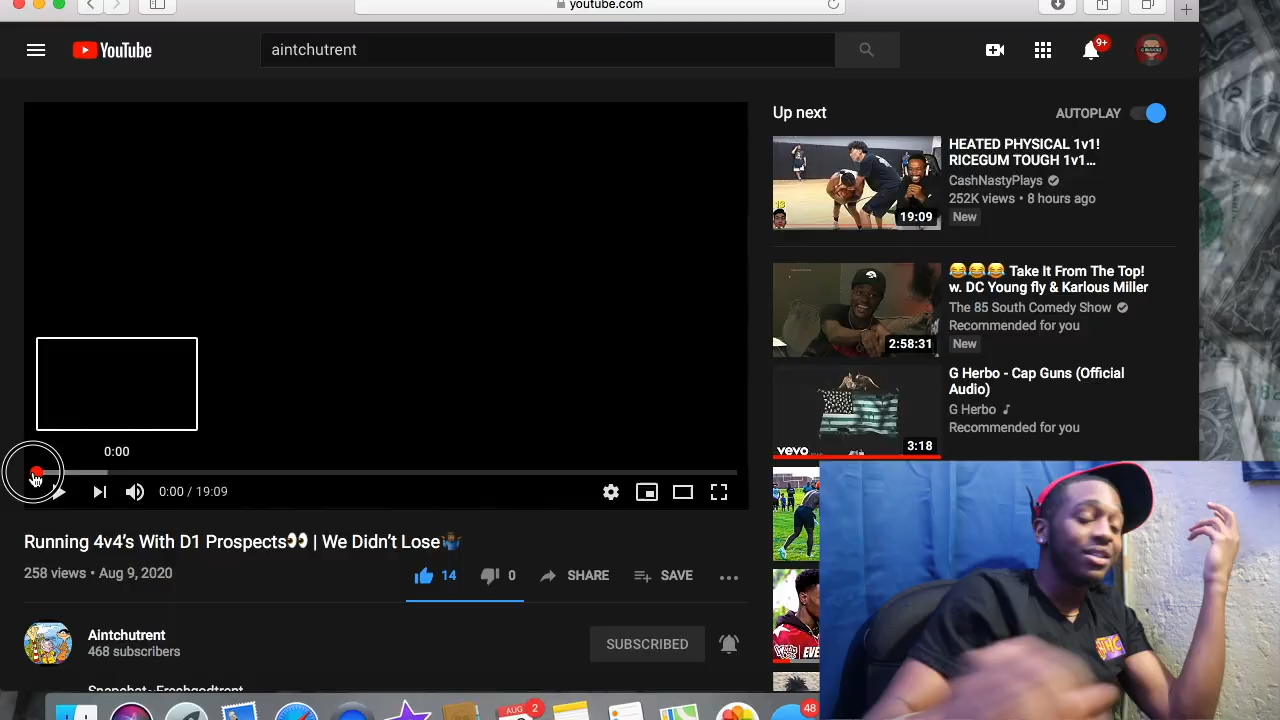 youtube.com
YouTube
aintchutrent
9+
Up next
AUTOPLAY
HEATED PHYSICAL 1v1!
RICEGUM TOUGH 1v1...
CashNastyPlays
252K views • 8 hours ago
New
19:09
😂😂😂 Take It From The Top!
w. DC Young fly & Karlous Miller
The 85 South Comedy Show
Recommended for you
New
2:58:31
G Herbo - Cap Guns (Official
Audio)
G Herbo
Recommended for you
vevo
3:18
0:00
0:00 / 19:09
Running 4v4’s With D1 Prospects👀 | We Didn’t Lose🤷🏾‍♂️
258 views • Aug 9, 2020
14
0
SHARE
SAVE
Aintchutrent
468 subscribers
SUBSCRIBED
Snapchat~Freshgodtrent
AUG
2
48